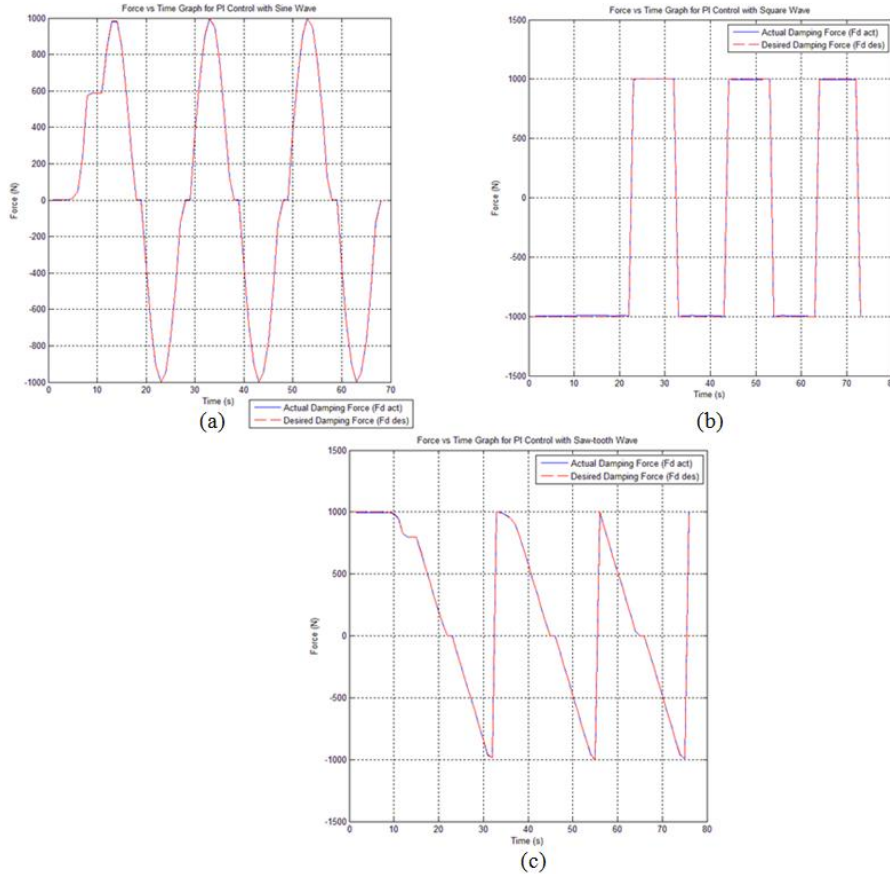 Force vs Time Graph for PI Control with Sine Wave
1000
800
600
400
200
0
-200
-400
-600
-800
-1000
Force (N)
0 10 20 30 40 50 60 70
Time (s)
Actual Damping Force (Fd act)
Desired Damping Force (Fd des)
(a)
Force vs Time Graph for PI Control with Square Wave
Actual Damping Force (Fd act)
Desired Damping Force (Fd des)
1500
1000
500
0
-500
-1000
-1500
Force (N)
0 10 20 30 40 50 60 70 80
Time (s)
(b)
Force vs Time Graph for PI Control with Saw-tooth Wave
Actual Damping Force (Fd act)
Desired Damping Force (Fd des)
1500
1000
500
0
-500
-1000
-1500
Force (N)
0 10 20 30 40 50 60 70 80
Time (s)
(c)